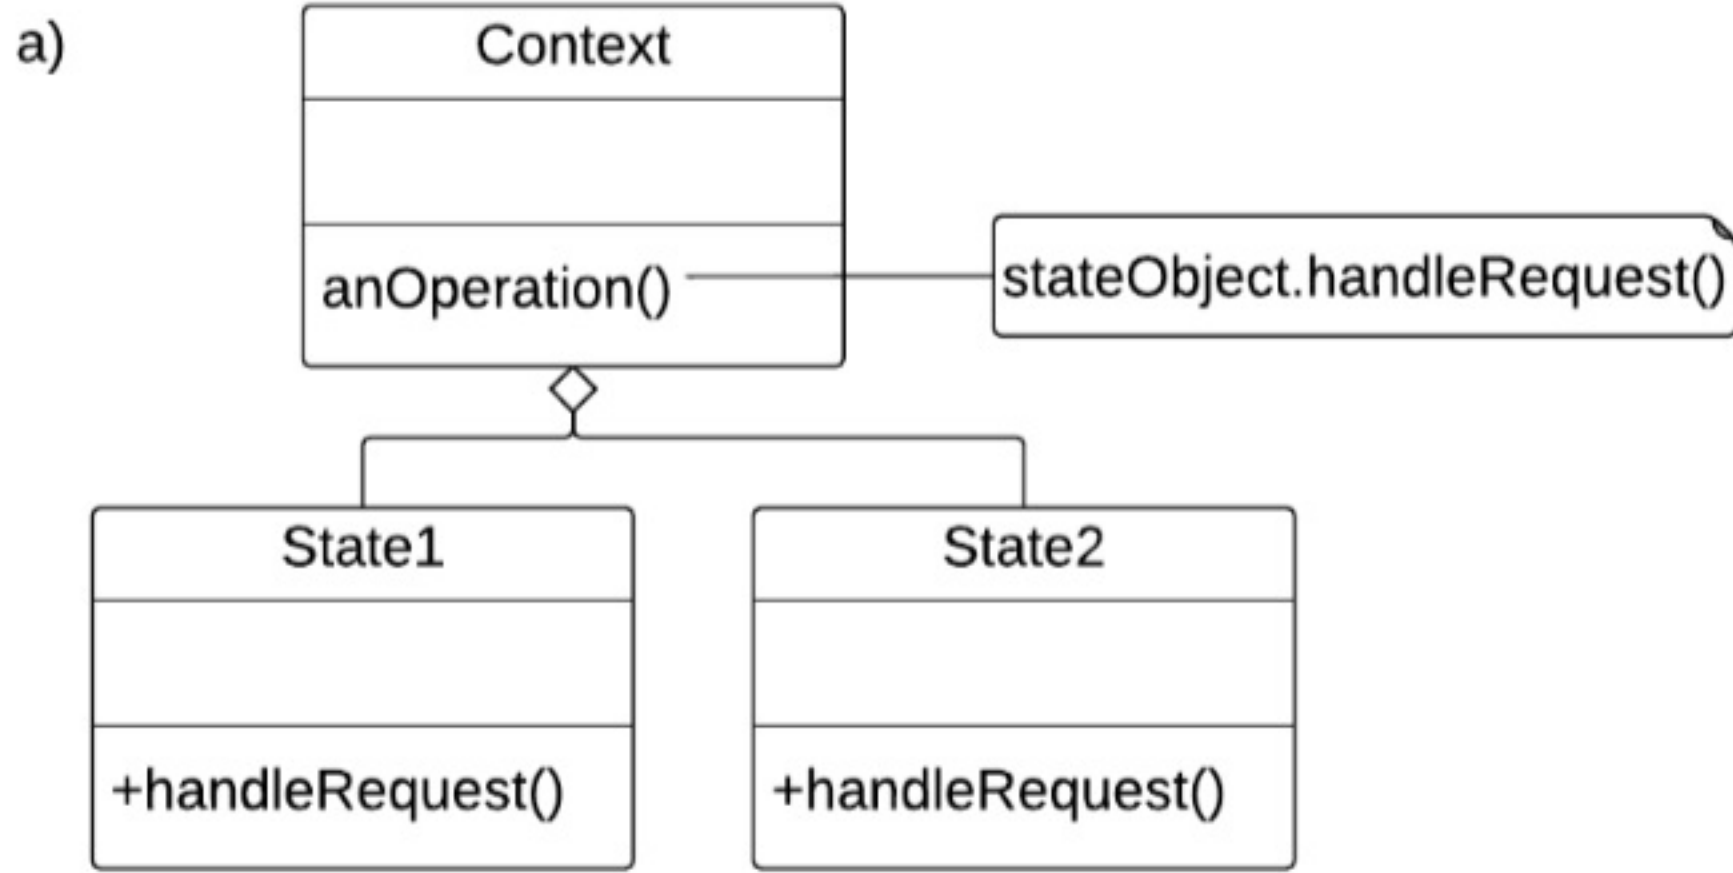 a)
Context
anOperation()
stateObject.handleRequest()
State1
State2
+handleRequest()
+handleRequest()